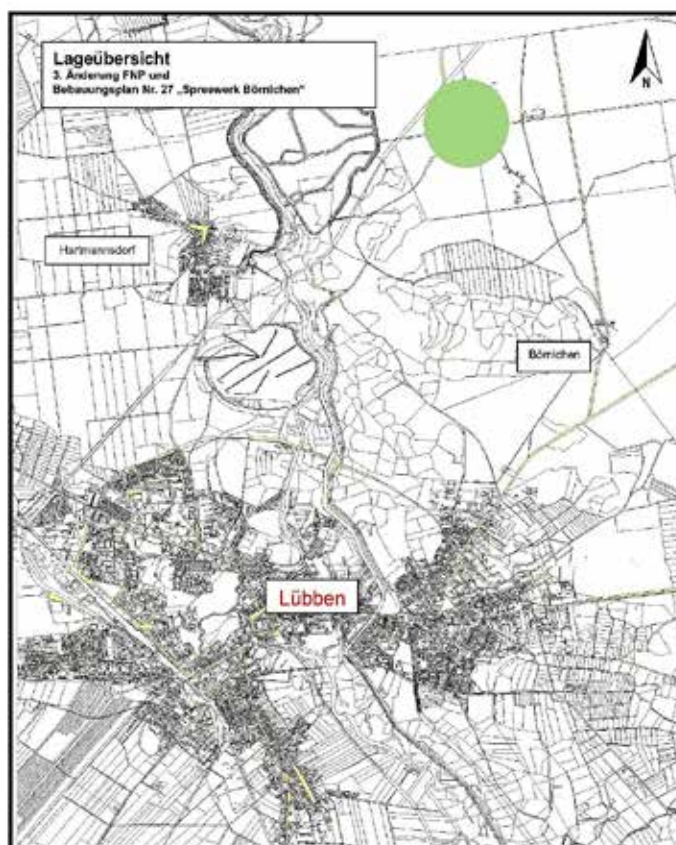 Lageübersicht
3. Änderung FNP und
Bebauungsplan Nr. 27 „Spreewerk Börnichen“
N
Hartmannsdorf
Börnichen
Lübben